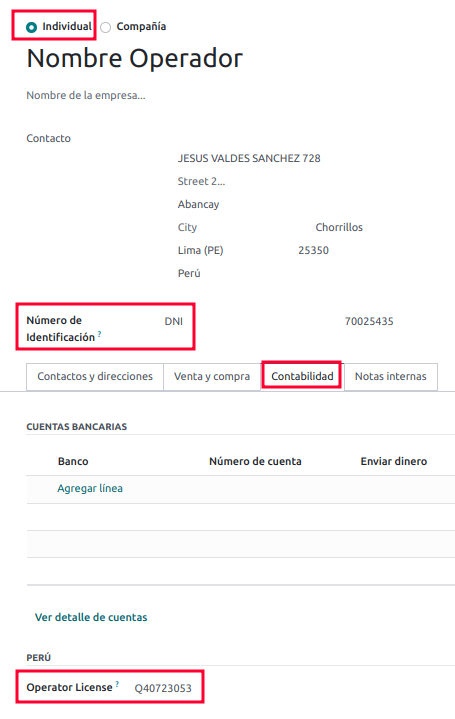 Individual Compañía
Nombre Operador
Nombre de la empresa...
Contacto
JESUS VALDES SANCHEZ 728
Street 2...
Abancay
City Chorrillos
Lima (PE) 25350
Perú
Número de Identificación ? DNI 70025435
Contactos y direcciones Venta y compra Contabilidad Notas internas
CUENTAS BANCARIAS
Banco Número de cuenta Enviar dinero
Agregar línea
Ver detalle de cuentas
PERÚ
Operator License ? Q40723053